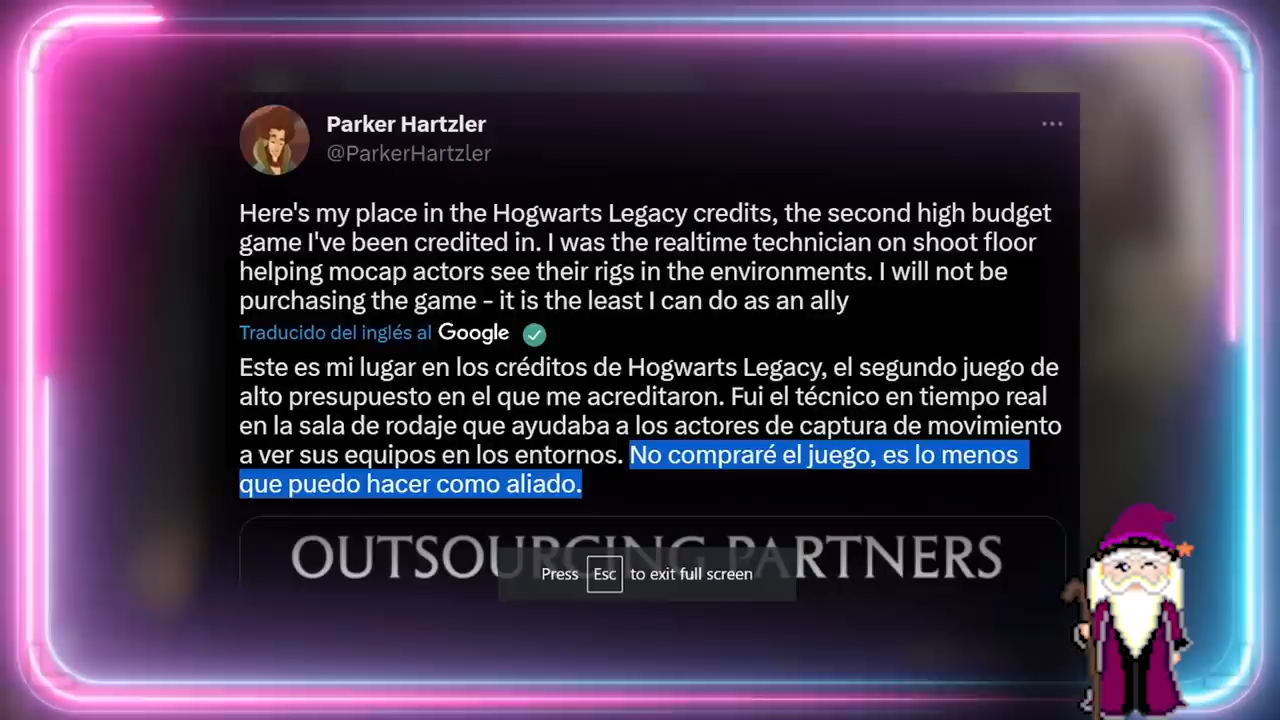 Parker Hartzler
@ParkerHartzler
Here's my place in the Hogwarts Legacy credits, the second high budget
game I've been credited in. I was the realtime technician on shoot floor
helping mocap actors see their rigs in the environments. I will not be
purchasing the game - it is the least I can do as an ally
Traducido del inglés al Google
Este es mi lugar en los créditos de Hogwarts Legacy, el segundo juego de
alto presupuesto en el que me acreditaron. Fui el técnico en tiempo real
en la sala de rodaje que ayudaba a los actores de captura de movimiento
a ver sus equipos en los entornos. No compraré el juego, es lo menos
que puedo hacer como aliado.
OUTSOURCING PARTNERS
Press Esc to exit full screen